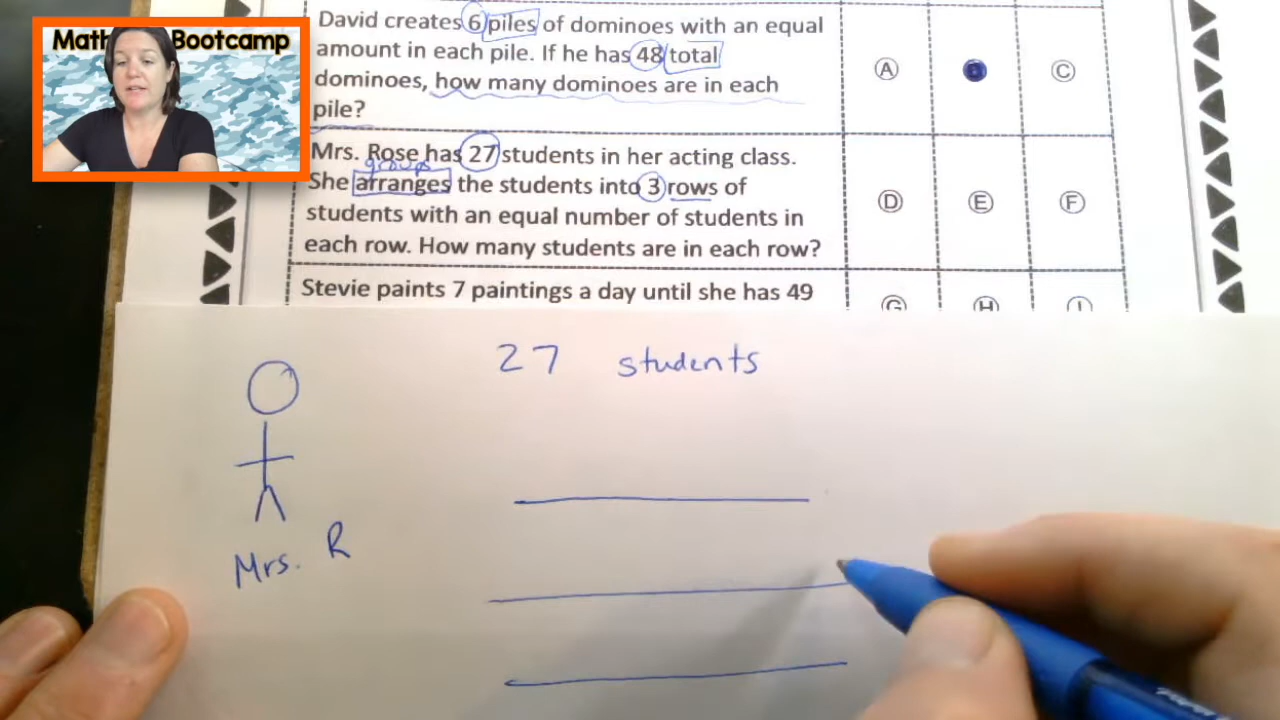 Math Bootcamp
David creates 6 piles of dominoes with an equal
amount in each pile. If he has 48 total
dominoes, how many dominoes are in each
pile?
A
C
Mrs. Rose has 27 students in her acting class.
groups
She arranges the students into 3 rows of
students with an equal number of students in
each row. How many students are in each row?
D E F
Stevie paints 7 paintings a day until she has 49
G H I
27 students
Mrs. R